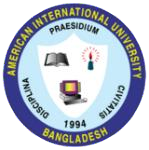 AMERICAN INTERNATIONAL UNIVERSITY
PRAESIDIUM
DISCIPLINA
CIVITATIS
1994
BANGLADESH